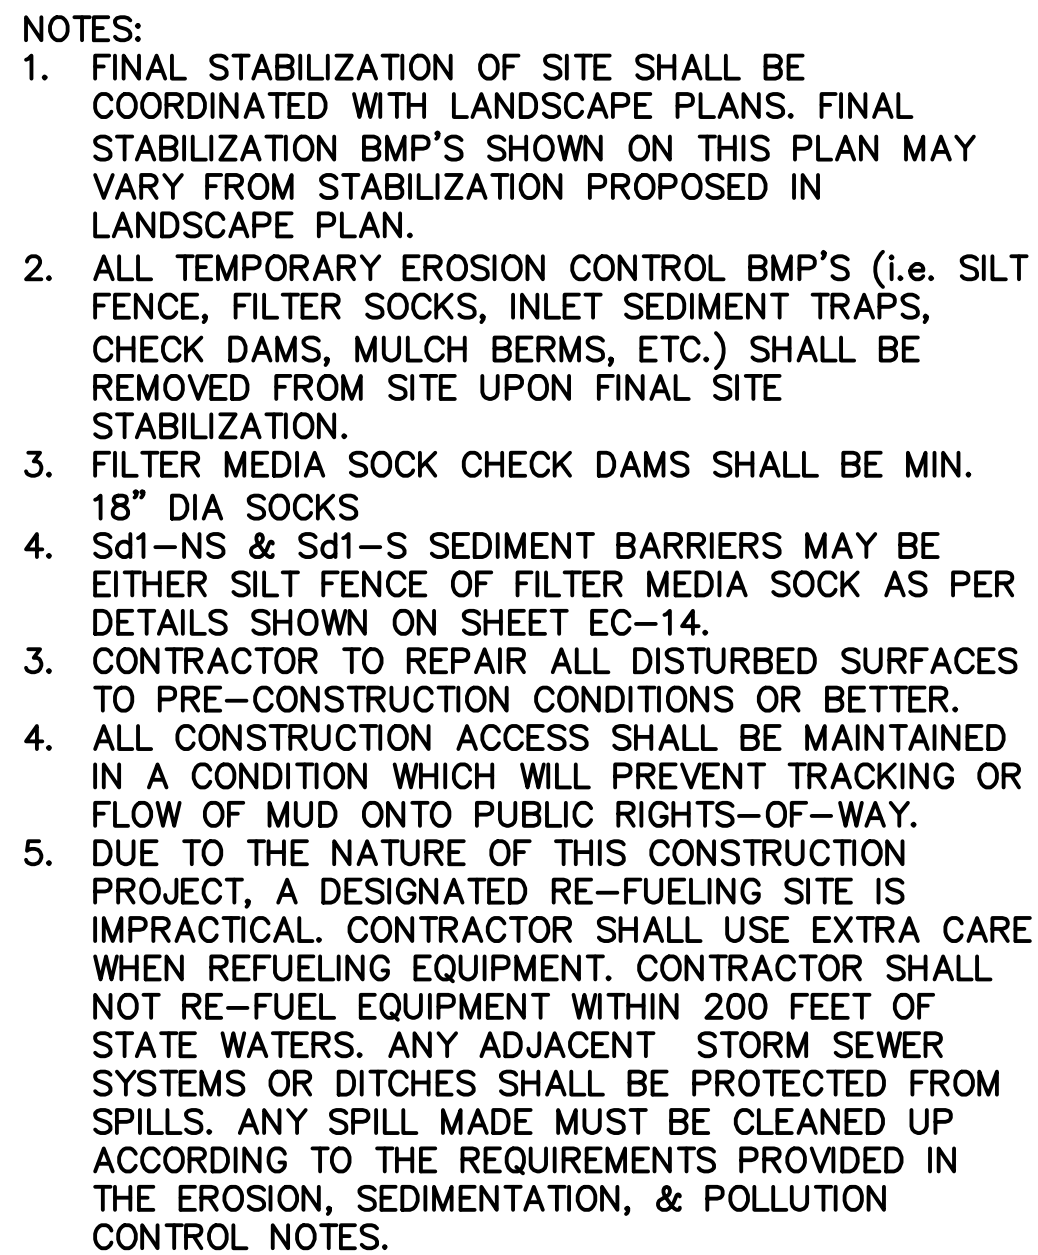 NOTES:
1. FINAL STABILIZATION OF SITE SHALL BE
COORDINATED WITH LANDSCAPE PLANS. FINAL
STABILIZATION BMP'S SHOWN ON THIS PLAN MAY
VARY FROM STABILIZATION PROPOSED IN
LANDSCAPE PLAN.
2. ALL TEMPORARY EROSION CONTROL BMP'S (i.e. SILT
FENCE, FILTER SOCKS, INLET SEDIMENT TRAPS,
CHECK DAMS, MULCH BERMS, ETC.) SHALL BE
REMOVED FROM SITE UPON FINAL SITE
STABILIZATION.
3. FILTER MEDIA SOCK CHECK DAMS SHALL BE MIN.
18" DIA SOCKS
4. Sd1-NS & Sd1-S SEDIMENT BARRIERS MAY BE
EITHER SILT FENCE OF FILTER MEDIA SOCK AS PER
DETAILS SHOWN ON SHEET EC-14.
3. CONTRACTOR TO REPAIR ALL DISTURBED SURFACES
TO PRE-CONSTRUCTION CONDITIONS OR BETTER.
4. ALL CONSTRUCTION ACCESS SHALL BE MAINTAINED
IN A CONDITION WHICH WILL PREVENT TRACKING OR
FLOW OF MUD ONTO PUBLIC RIGHTS-OF-WAY.
5. DUE TO THE NATURE OF THIS CONSTRUCTION
PROJECT, A DESIGNATED RE-FUELING SITE IS
IMPRACTICAL. CONTRACTOR SHALL USE EXTRA CARE
WHEN REFUELING EQUIPMENT. CONTRACTOR SHALL
NOT RE-FUEL EQUIPMENT WITHIN 200 FEET OF
STATE WATERS. ANY ADJACENT  STORM SEWER
SYSTEMS OR DITCHES SHALL BE PROTECTED FROM
SPILLS. ANY SPILL MADE MUST BE CLEANED UP
ACCORDING TO THE REQUIREMENTS PROVIDED IN
THE EROSION, SEDIMENTATION, & POLLUTION
CONTROL NOTES.